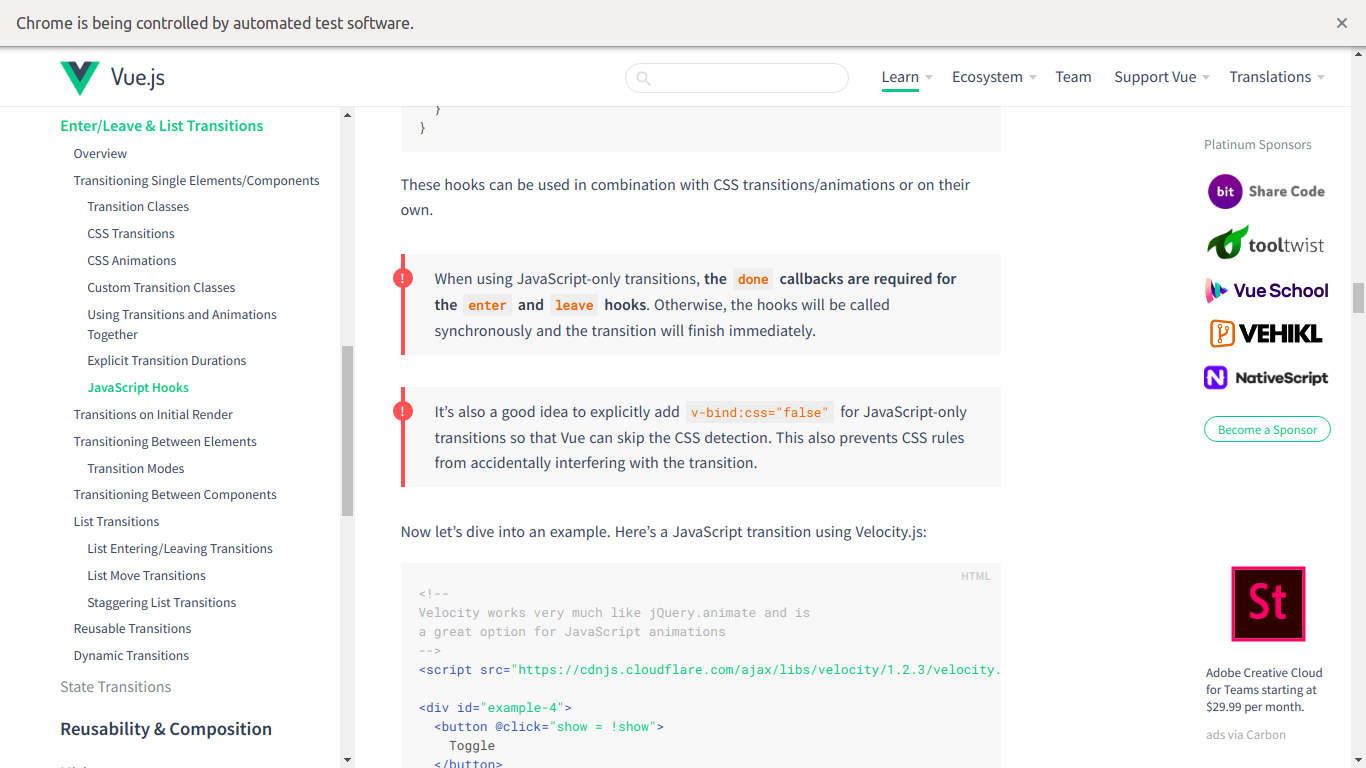 Chrome is being controlled by automated test software.
Vue.js
Learn
Ecosystem
Team
Support Vue
Translations
Enter/Leave & List Transitions
Overview
Transitioning Single Elements/Components
Transition Classes
CSS Transitions
CSS Animations
Custom Transition Classes
Using Transitions and Animations
Together
Explicit Transition Durations
JavaScript Hooks
Transitions on Initial Render
Transitioning Between Elements
Transition Modes
Transitioning Between Components
List Transitions
List Entering/Leaving Transitions
List Move Transitions
Staggering List Transitions
Reusable Transitions
Dynamic Transitions
State Transitions
Reusability & Composition
}
}
These hooks can be used in combination with CSS transitions/animations or on their
own.
!
When using JavaScript-only transitions, the done callbacks are required for
the enter and leave hooks. Otherwise, the hooks will be called
synchronously and the transition will finish immediately.
!
It’s also a good idea to explicitly add v-bind:css="false" for JavaScript-only
transitions so that Vue can skip the CSS detection. This also prevents CSS rules
from accidentally interfering with the transition.
Now let’s dive into an example. Here’s a JavaScript transition using Velocity.js:
HTML
<!--
Velocity works very much like jQuery.animate and is
a great option for JavaScript animations
-->
<script src="https://cdnjs.cloudflare.com/ajax/libs/velocity/1.2.3/velocity.
<div id="example-4">
<button @click="show = !show">
Toggle
</button>
Platinum Sponsors
bit Share Code
tooltwist
Vue School
VEHIKL
N NativeScript
Become a Sponsor
St
Adobe Creative Cloud
for Teams starting at
$29.99 per month.
ads via Carbon